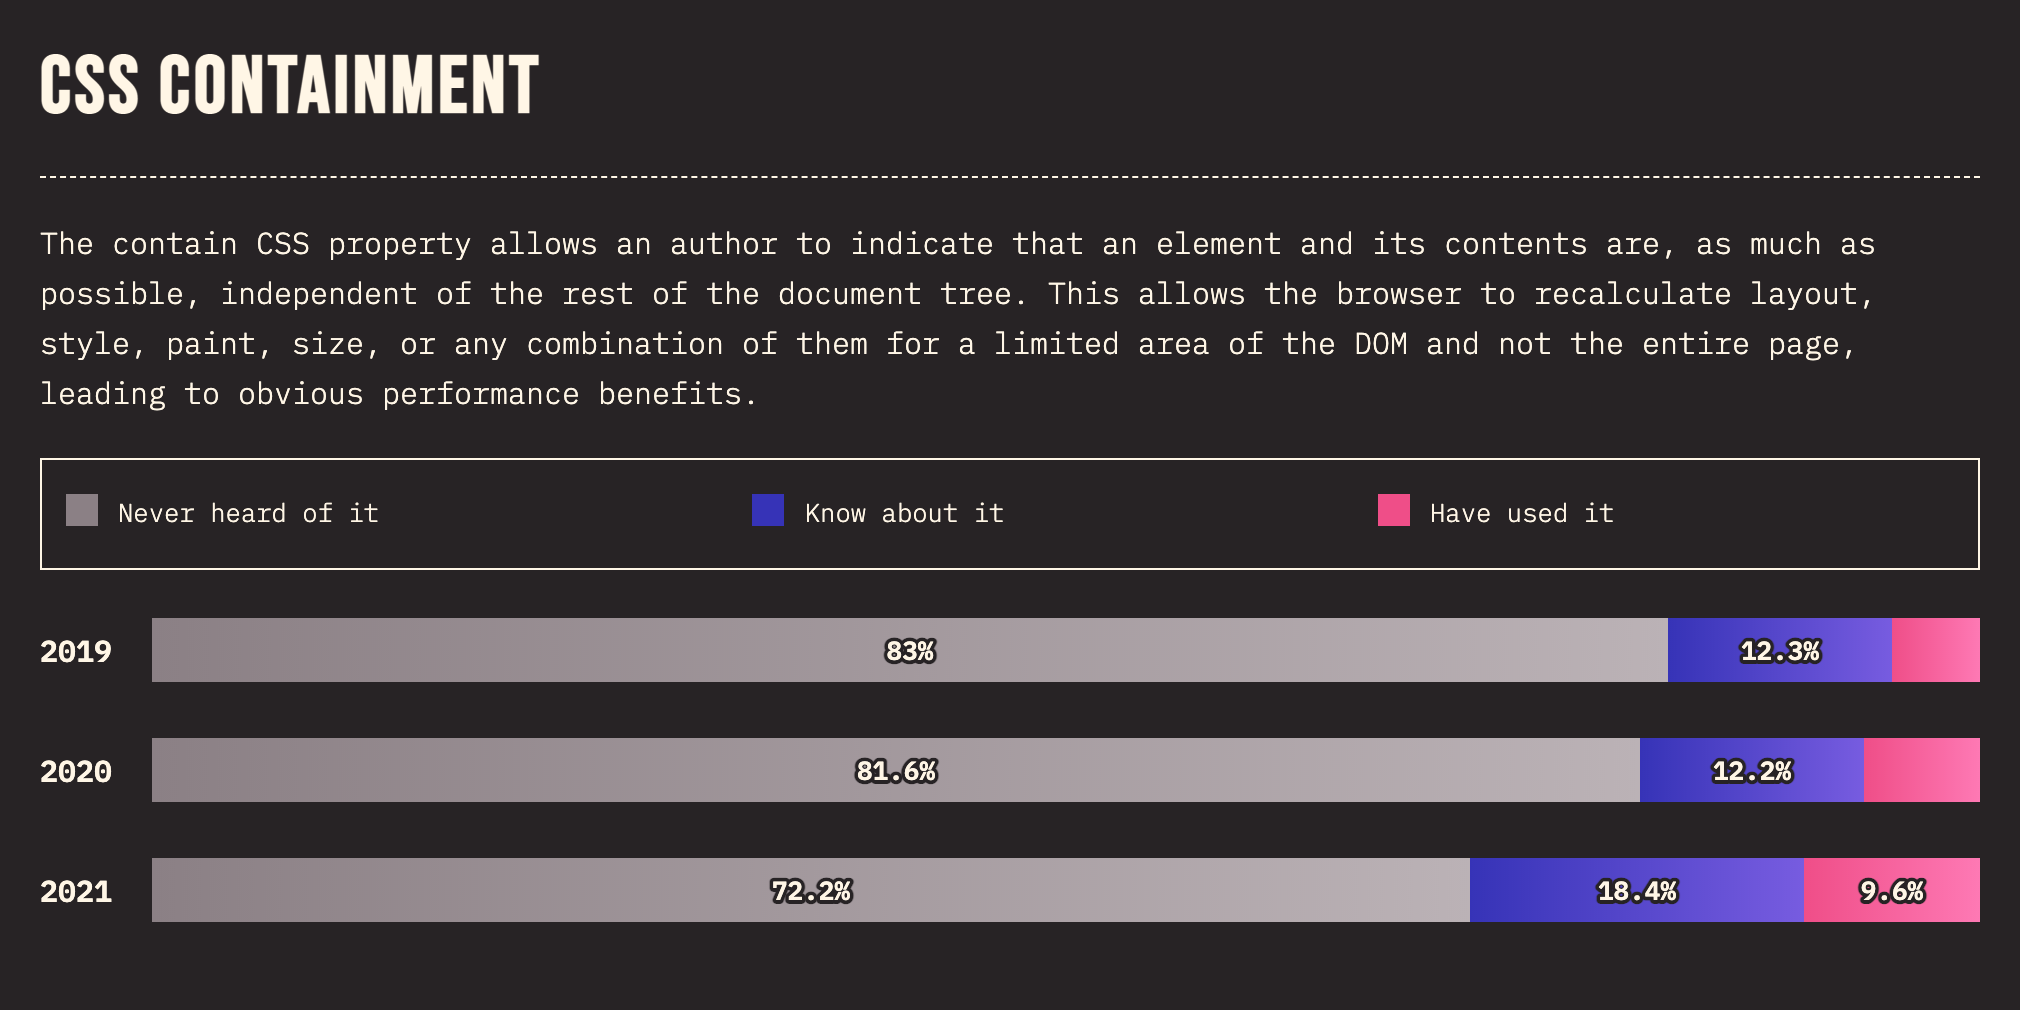 CSS CONTAINMENT
The contain CSS property allows an author to indicate that an element and its contents are, as much as
possible, independent of the rest of the document tree. This allows the browser to recalculate layout,
style, paint, size, or any combination of them for a limited area of the DOM and not the entire page,
leading to obvious performance benefits.
Never heard of it Know about it Have used it
2019 83% 12.3%
2020 81.6% 12.2%
2021 72.2% 18.4% 9.6%